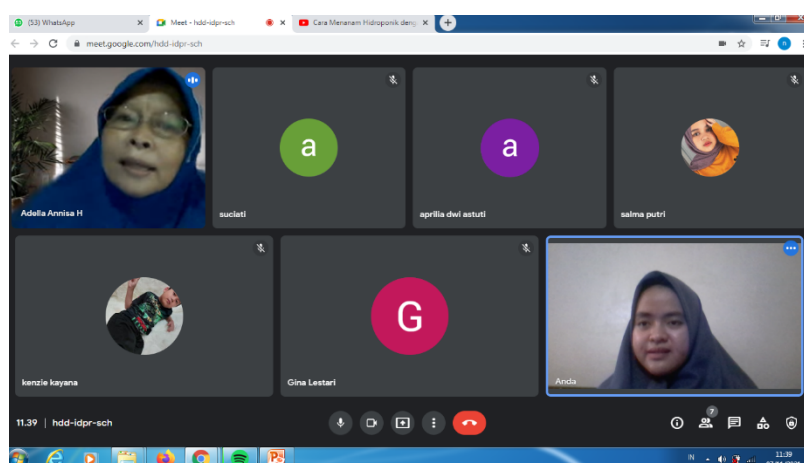 (53) WhatsApp
Meet - hdd-idpr-sch
Cara Menanam Hidroponik deng
meet.google.com/hdd-idpr-sch
n
a
a
Adella Annisa H
suciati
aprilia dwi astuti
salma putri
G
kenzie kayana
Gina Lestari
Anda
11.39 | hdd-idpr-sch
7
IN
11:39